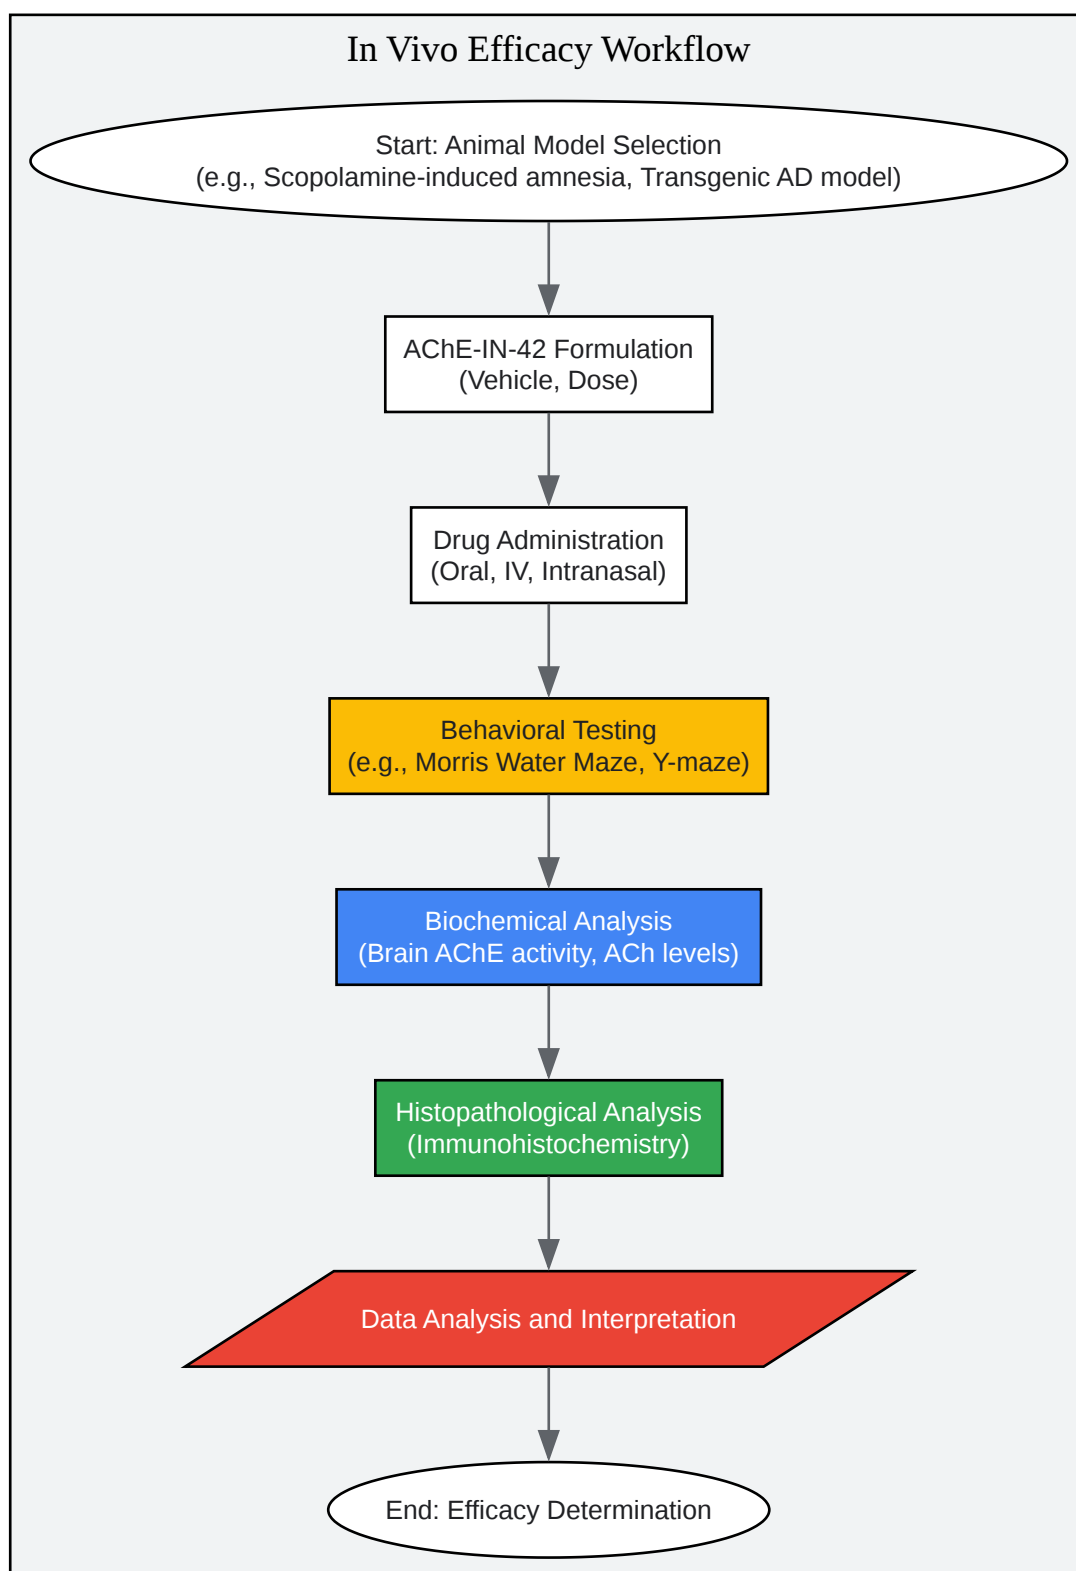 In Vivo Efficacy Workflow
Start: Animal Model Selection
(e.g., Scopolamine-induced amnesia, Transgenic AD model)
AChE-IN-42 Formulation
(Vehicle, Dose)
Drug Administration
(Oral, IV, Intranasal)
Behavioral Testing
(e.g., Morris Water Maze, Y-maze)
Biochemical Analysis
(Brain AChE activity, ACh levels)
Histopathological Analysis
(Immunohistochemistry)
Data Analysis and Interpretation
End: Efficacy Determination